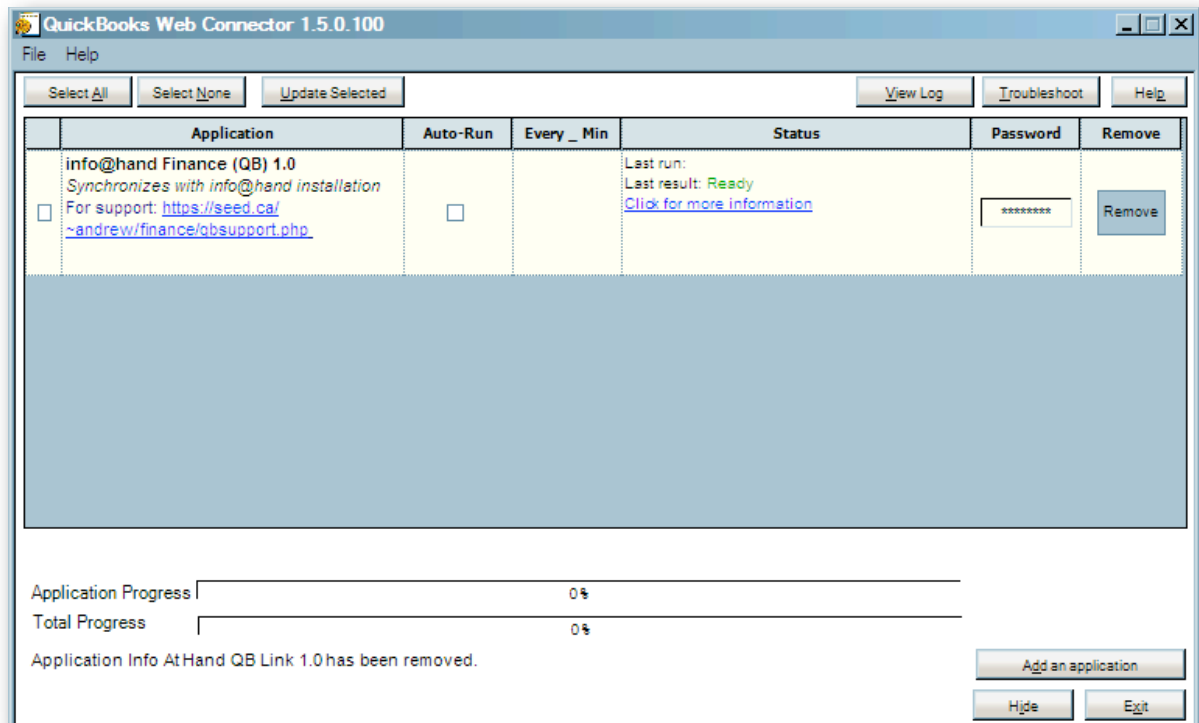 QuickBooks Web Connector 1.5.0.100
File Help
Select All Select None Update Selected View Log Troubleshoot Help
Application Auto-Run Every _ Min Status Password Remove
info@hand Finance (QB) 1.0
Synchronizes with info@hand installation
For support: https://seed.ca/
~andrew/finance/qbsupport.php
Last run:
Last result: Ready
Click for more information
********
Remove
Application Progress 0%
Total Progress 0%
Application Info At Hand QB Link 1.0 has been removed.
Add an application
Hide Exit